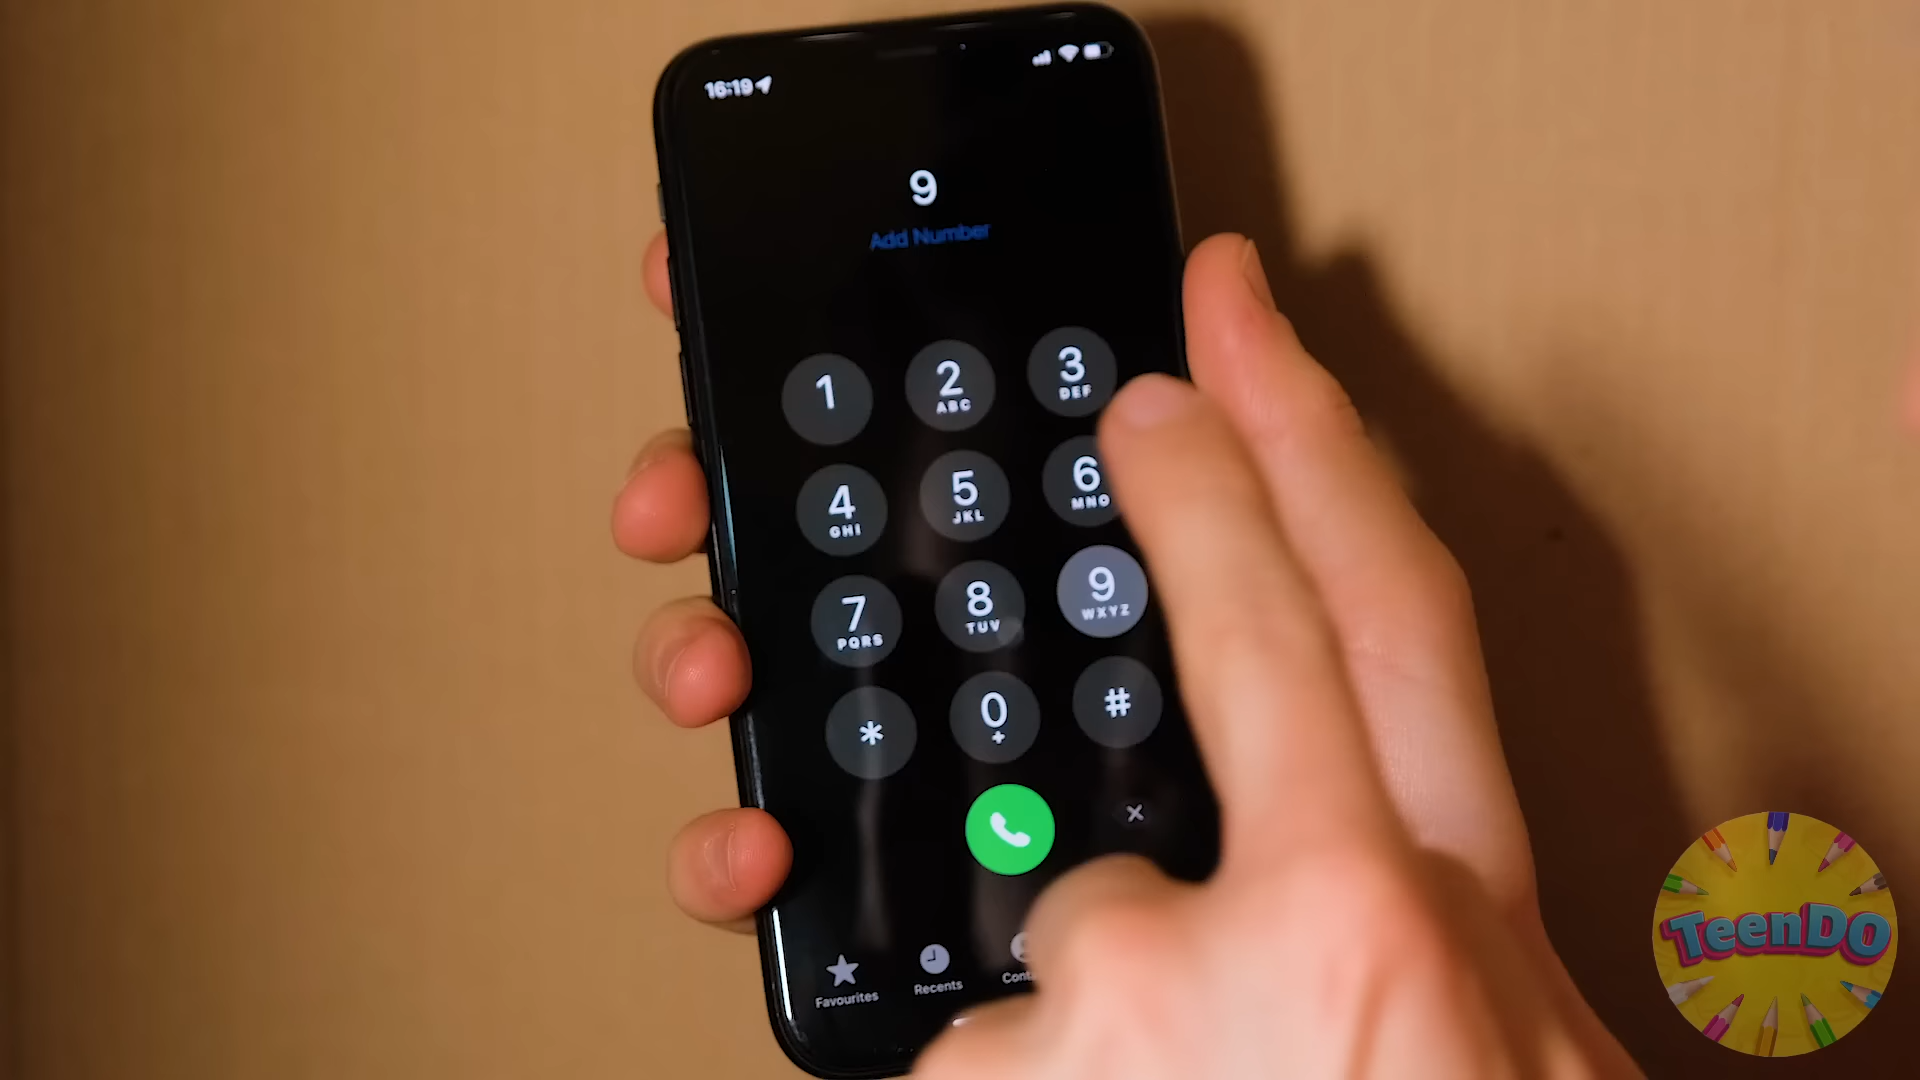 16:19
9
Add Number
1
2
ABC
3
DEF
4
GHI
5
JKL
6
MNO
7
PQRS
8
TUV
9
WXYZ
*
0
+
#
Favourites
Recents
Cont
TeenDO